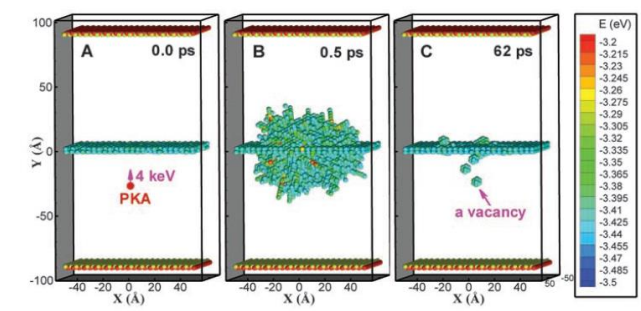 A 0.0 ps
B 0.5 ps
C 62 ps
E (eV)
100
50
0
-50
-100
Y (Å)
4 keV
PKA
a vacancy
-40 -20 0 20 40
-40 -20 0 20 40
-40 -20 0 20 40 50 -50
X (Å)
X (Å)
X (Å)
-3.2
-3.215
-3.23
-3.245
-3.26
-3.275
-3.29
-3.305
-3.32
-3.335
-3.35
-3.365
-3.38
-3.395
-3.41
-3.425
-3.44
-3.455
-3.47
-3.485
-3.5